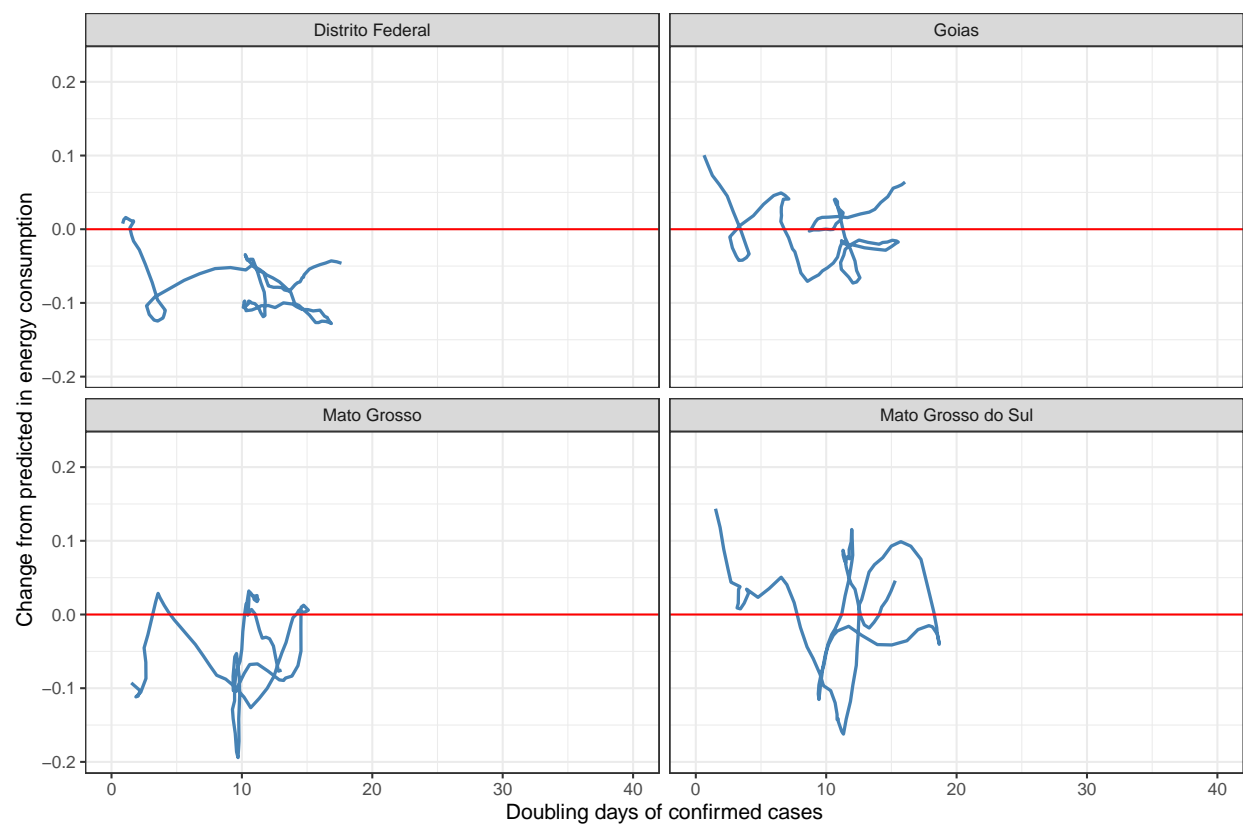 Distrito Federal
Goias
0.2
0.1
0.0
−0.1
−0.2
Mato Grosso
Mato Grosso do Sul
0.2
0.1
0.0
−0.1
−0.2
0 10 20 30 40
0 10 20 30 40
Doubling days of confirmed cases
Change from predicted in energy consumption